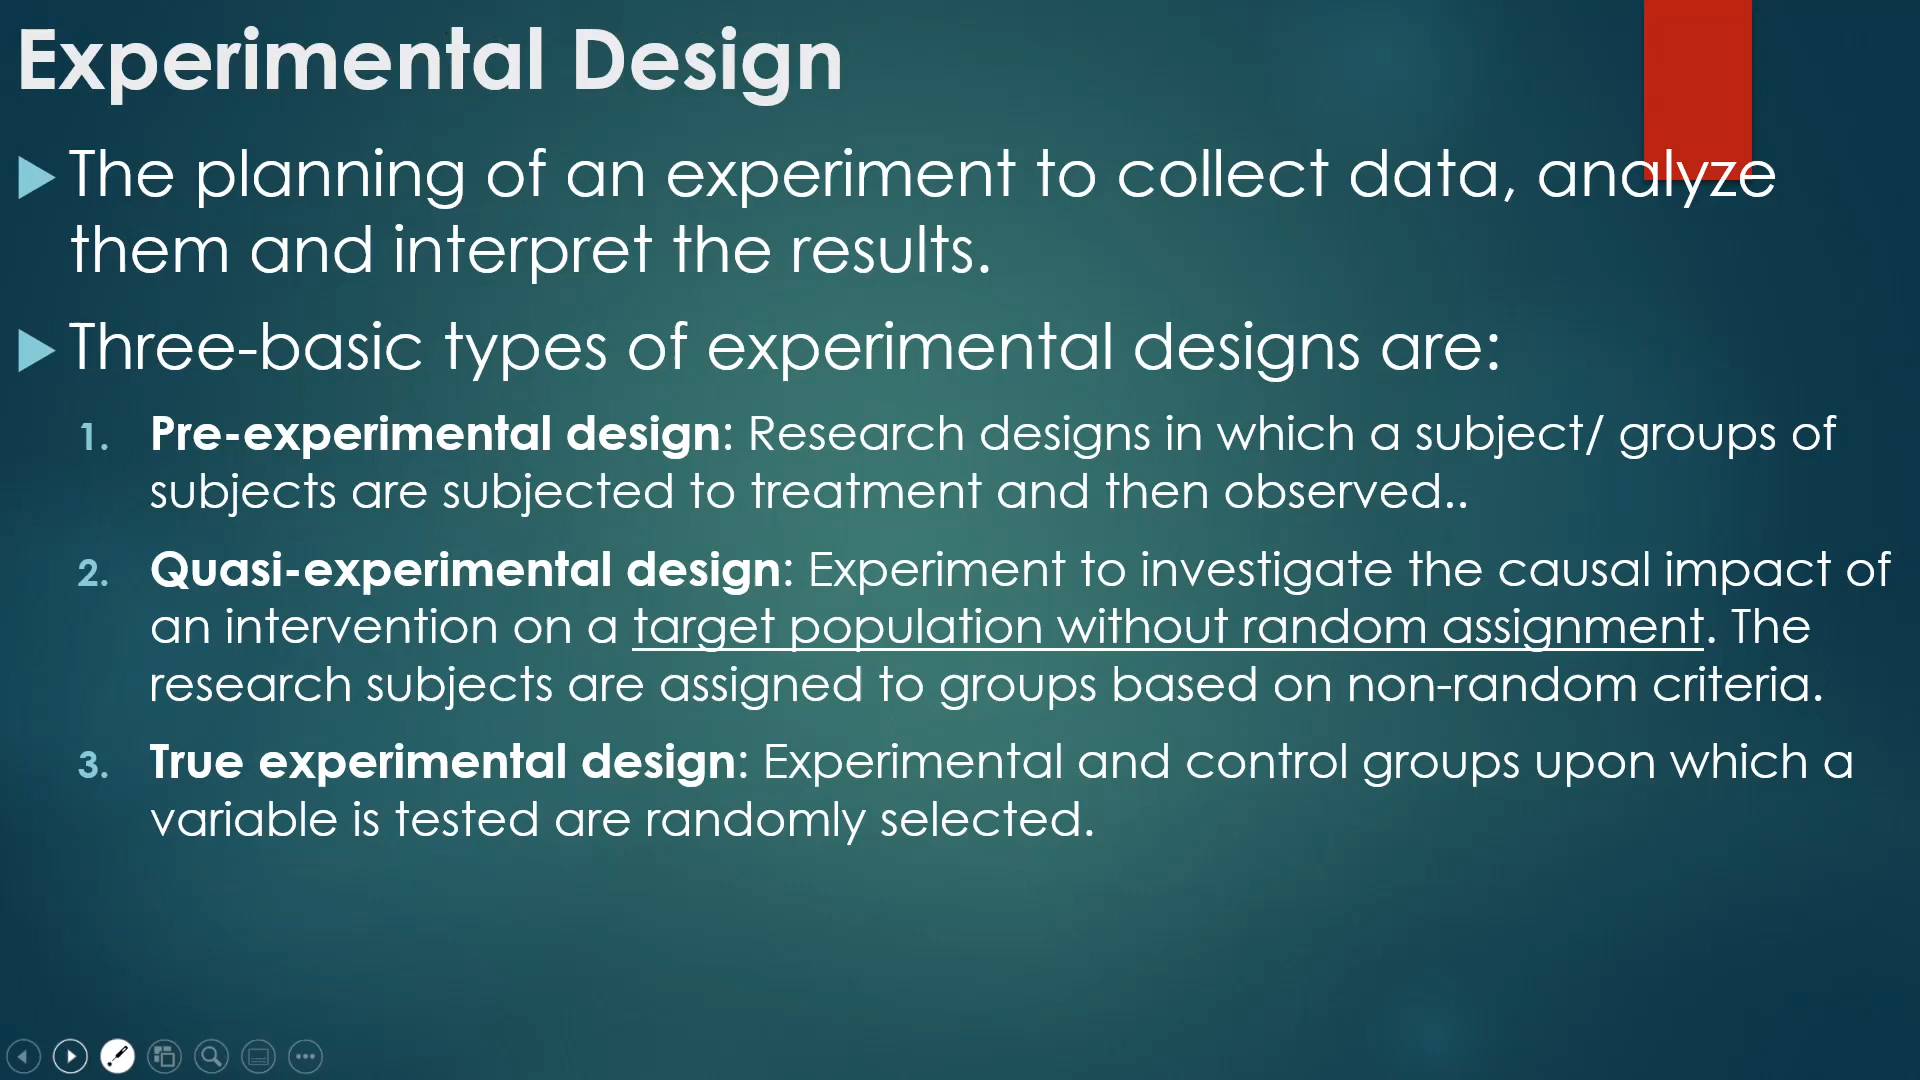 Experimental Design
The planning of an experiment to collect data, analyze
them and interpret the results.
Three-basic types of experimental designs are:
1. Pre-experimental design: Research designs in which a subject/ groups of
subjects are subjected to treatment and then observed..
2. Quasi-experimental design: Experiment to investigate the causal impact of
an intervention on a target population without random assignment. The
research subjects are assigned to groups based on non-random criteria.
3. True experimental design: Experimental and control groups upon which a
variable is tested are randomly selected.